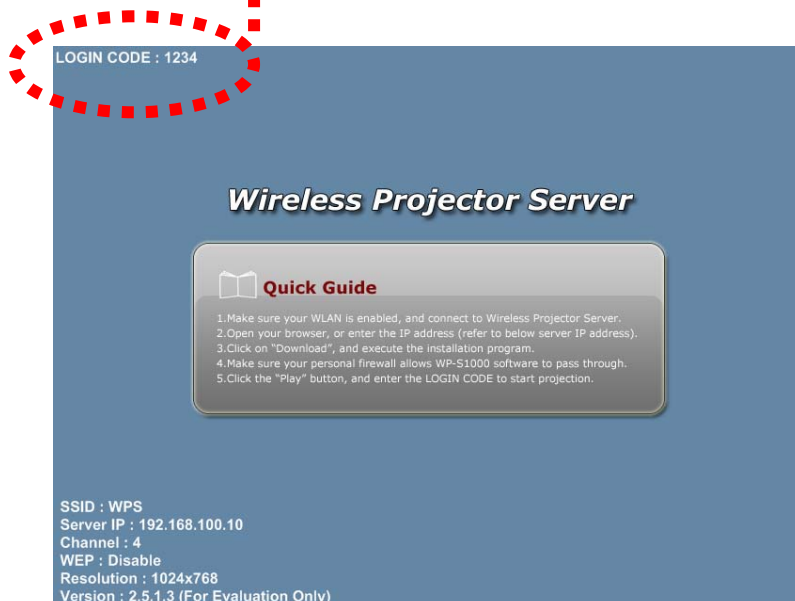 LOGIN CODE : 1234
Wireless Projector Server
Quick Guide
1.Make sure your WLAN is enabled, and connect to Wireless Projector Server.
2.Open your browser, or enter the IP address (refer to below server IP address).
3.Click on "Download", and execute the installation program.
4.Make sure your personal firewall allows WP-S1000 software to pass through.
5.Click the "Play" button, and enter the LOGIN CODE to start projection.
SSID : WPS
Server IP : 192.168.100.10
Channel : 4
WEP : Disable
Resolution : 1024x768
Version : 2.5.1.3 (For Evaluation Only)